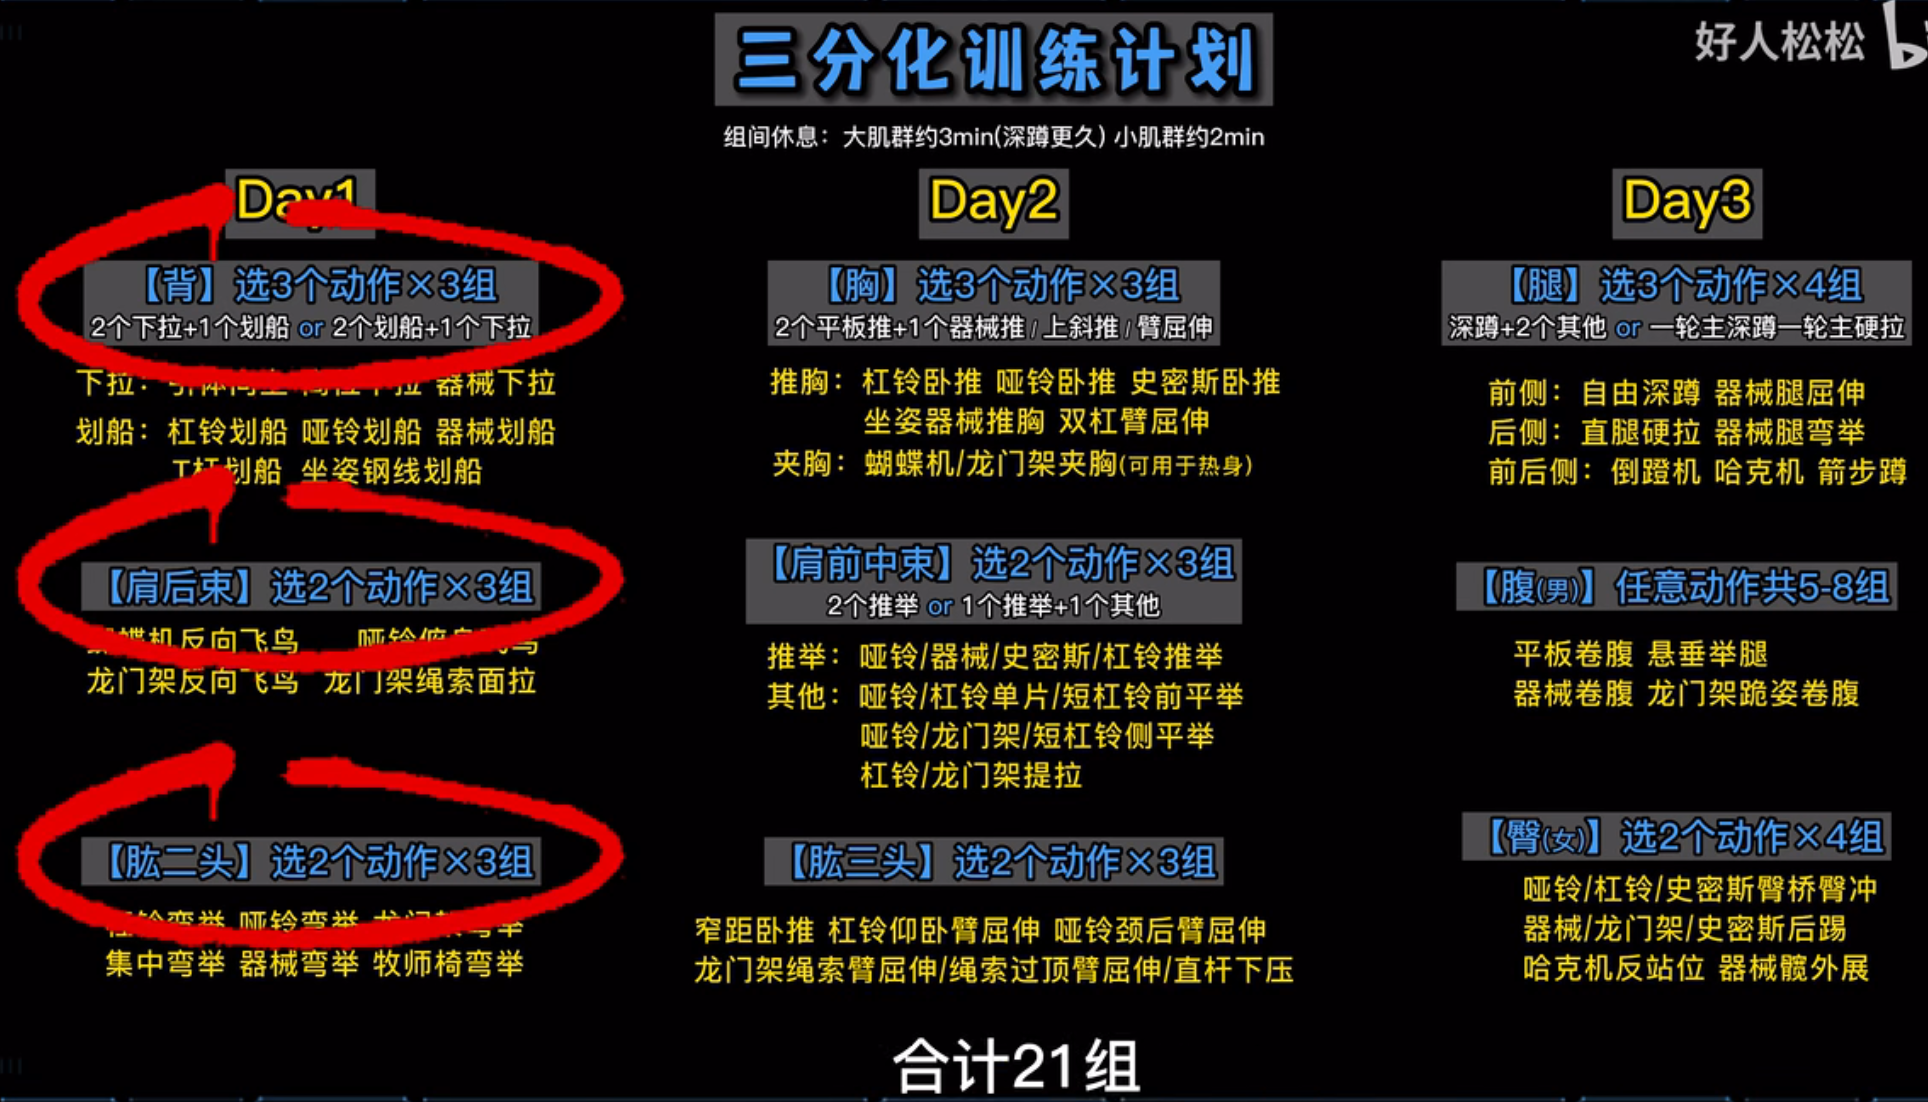 好人松松
三分化训练计划
组间休息：大肌群约3min(深蹲更久) 小肌群约2min
Day1
【背】选3个动作×3组
2个下拉+1个划船 or 2个划船+1个下拉
下拉： 器械下拉
划船：杠铃划船 哑铃划船 器械划船
T杆划船 坐姿钢线划船
【肩后束】选2个动作×3组
蝴蝶机反向飞鸟 哑铃俯身飞鸟
龙门架反向飞鸟 龙门架绳索面拉
【肱二头】选2个动作×3组
杠铃弯举 哑铃弯举 龙门架弯举
集中弯举 器械弯举 牧师椅弯举
Day2
【胸】选3个动作×3组
2个平板推+1个器械推/上斜推/臂屈伸
推胸：杠铃卧推 哑铃卧推 史密斯卧推
坐姿器械推胸 双杠臂屈伸
夹胸：蝴蝶机/龙门架夹胸(可用于热身)
【肩前中束】选2个动作×3组
2个推举 or 1个推举+1个其他
推举：哑铃/器械/史密斯/杠铃推举
其他：哑铃/杠铃单片/短杠铃前平举
哑铃/龙门架/短杠铃侧平举
杠铃/龙门架提拉
【肱三头】选2个动作×3组
窄距卧推 杠铃仰卧臂屈伸 哑铃颈后臂屈伸
龙门架绳索臂屈伸/绳索过顶臂屈伸/直杆下压
Day3
【腿】选3个动作×4组
深蹲+2个其他 or 一轮主深蹲一轮主硬拉
前侧：自由深蹲 器械腿屈伸
后侧：直腿硬拉 器械腿弯举
前后侧：倒蹬机 哈克机 箭步蹲
【腹(男)】任意动作共5-8组
平板卷腹 悬垂举腿
器械卷腹 龙门架跪姿卷腹
【臀(女)】选2个动作×4组
哑铃/杠铃/史密斯臀桥臀冲
器械/龙门架/史密斯后踢
哈克机反站位 器械髋外展
合计21组